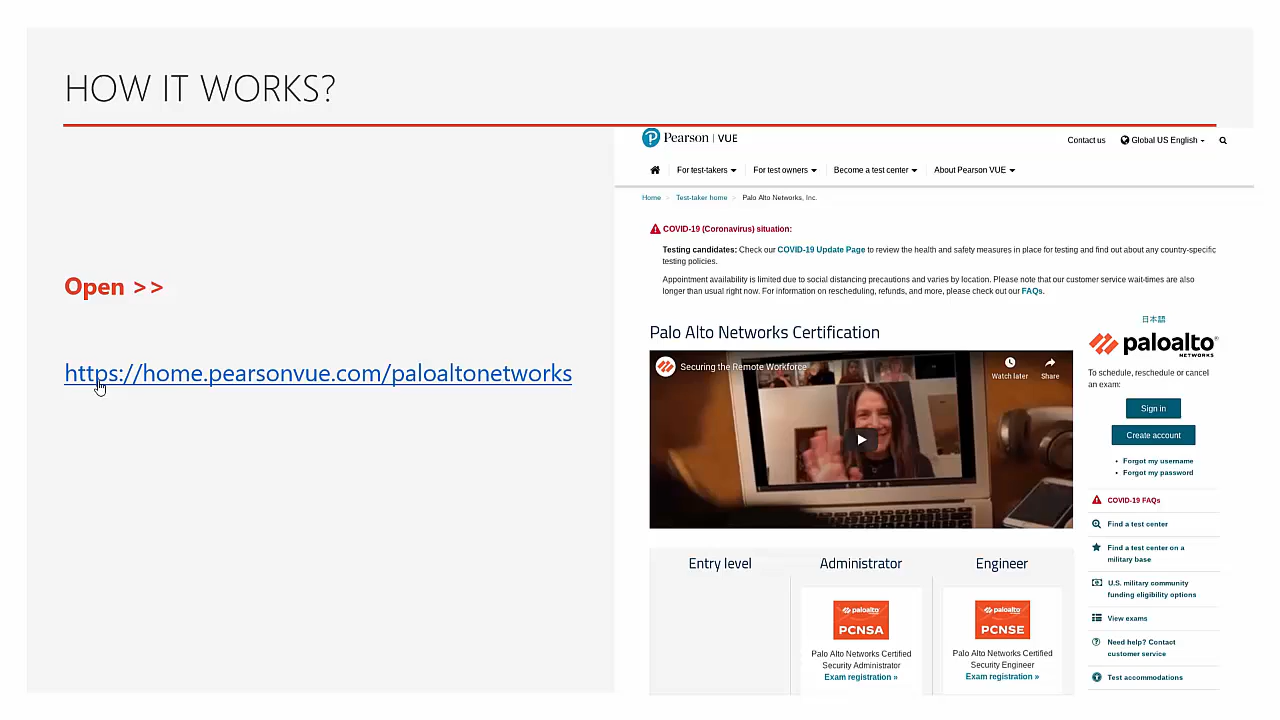 HOW IT WORKS?
Open >>
https://home.pearsonvue.com/paloaltonetworks
Pearson | VUE
Contact us
Global US English
For test-takers
For test owners
Become a test center
About Pearson VUE
Home > Test-taker home > Palo Alto Networks, Inc.
COVID-19 (Coronavirus) situation:
Testing candidates: Check our COVID-19 Update Page to review the health and safety measures in place for testing and find out about any country-specific
testing policies.
Appointment availability is limited due to social distancing precautions and varies by location. Please note that our customer service wait-times are also
longer than usual right now. For information on rescheduling, refunds, and more, please check out our FAQs.
Palo Alto Networks Certification
Securing the Remote Workforce
Watch later
Share
Entry level
Administrator
Engineer
paloalto
PCNSA
Palo Alto Networks Certified
Security Administrator
Exam registration »
paloalto
PCNSE
Palo Alto Networks Certified
Security Engineer
Exam registration »
日本語
paloalto®
NETWORKS
To schedule, reschedule or cancel
an exam:
Sign in
Create account
• Forgot my username
• Forgot my password
COVID-19 FAQs
Find a test center
Find a test center on a
military base
U.S. military community
funding eligibility options
View exams
Need help? Contact
customer service
Test accommodations